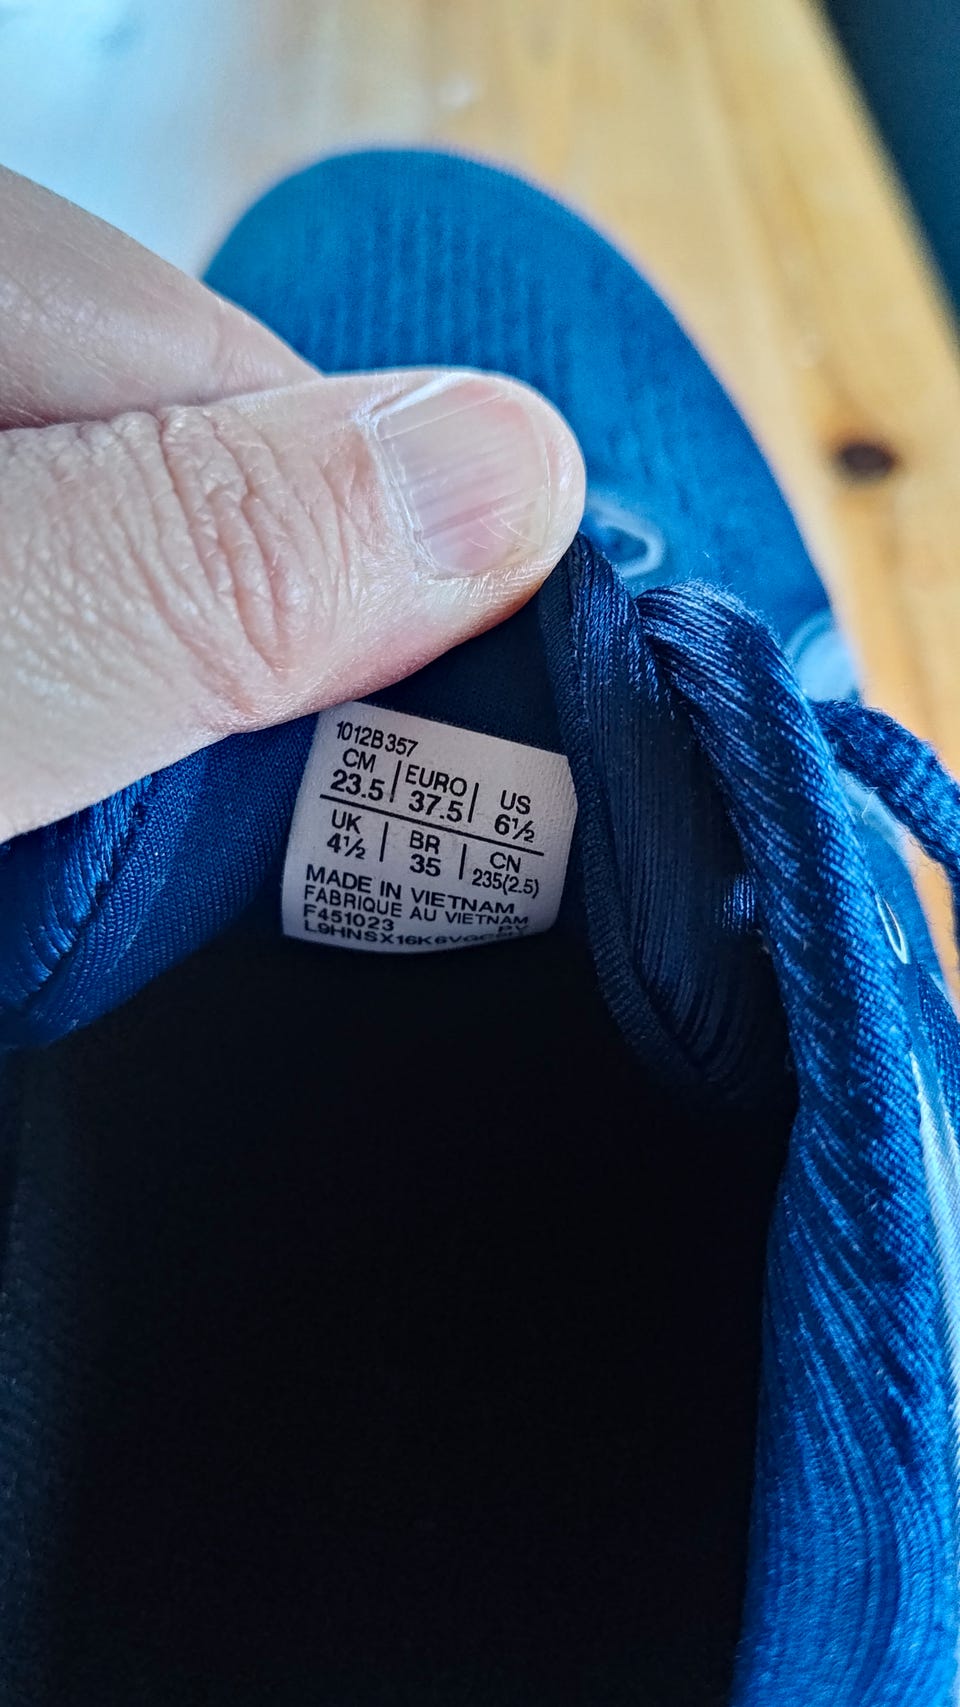 1012B357
CM EURO US
23.5 37.5 6½
UK BR CN
4½ 35 235(2.5)
MADE IN VIETNAM
FABRIQUE AU VIETNAM
F451023 PV